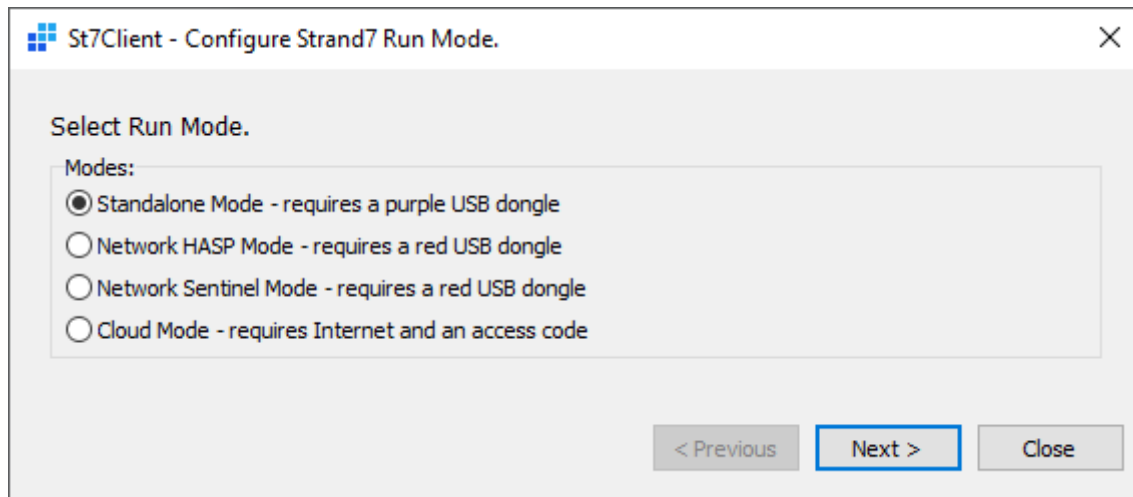 St7Client - Configure Strand7 Run Mode.
Select Run Mode.
Modes:
Standalone Mode - requires a purple USB dongle
Network HASP Mode - requires a red USB dongle
Network Sentinel Mode - requires a red USB dongle
Cloud Mode - requires Internet and an access code
< Previous Next > Close